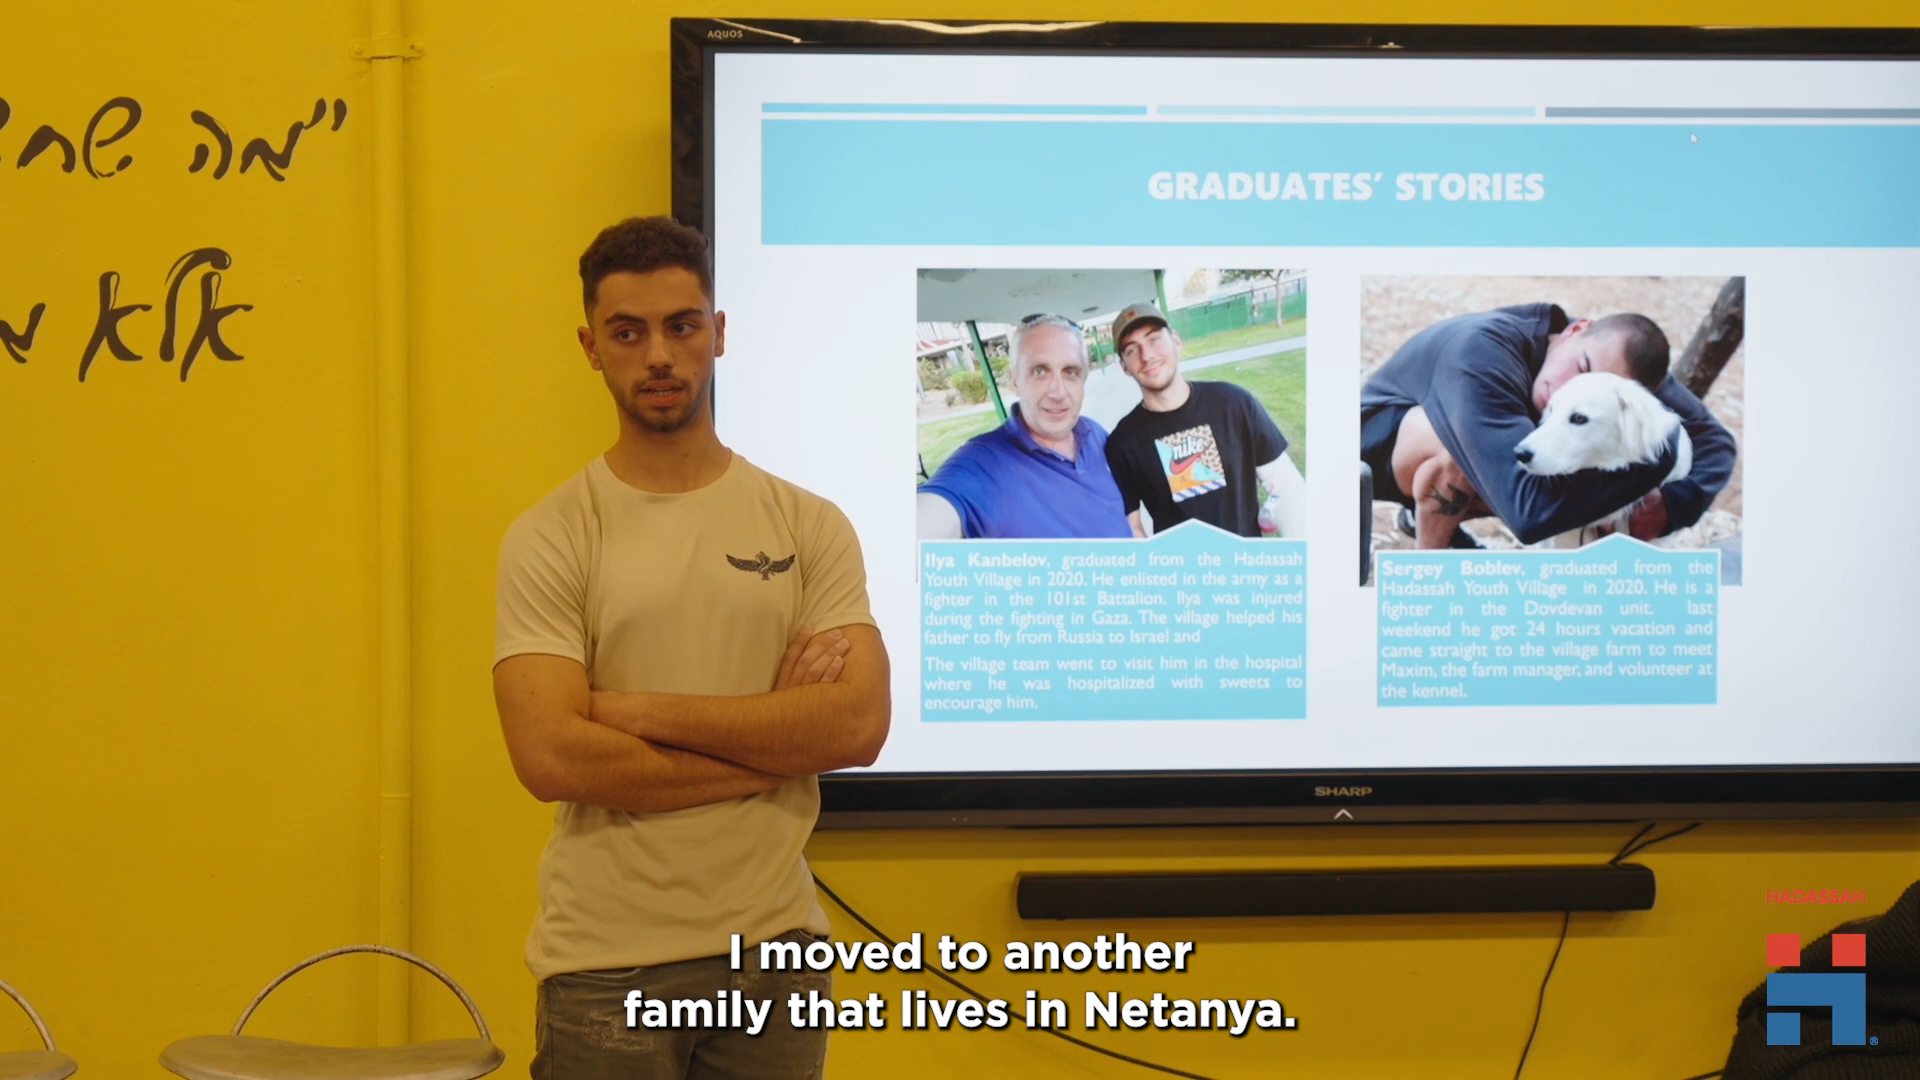 "מה שח
אלא מ
AQUOS
GRADUATES' STORIES
nike
Ilya Kanbelov, graduated from the Hadassah
Youth Village in 2020. He enlisted in the army as a
fighter in the 101st Battalion. Ilya was injured
during the fighting in Gaza. The village helped his
father to fly from Russia to Israel and
The village team went to visit him in the hospital
where he was hospitalized with sweets to
encourage him.
Sergey Boblev, graduated from the
Hadassah Youth Village in 2020. He is a
fighter in the Dovdevan unit. last
weekend he got 24 hours vacation and
came straight to the village farm to meet
Maxim, the farm manager, and volunteer at
the kennel.
SHARP
HADASSAH
®
I moved to another
family that lives in Netanya.